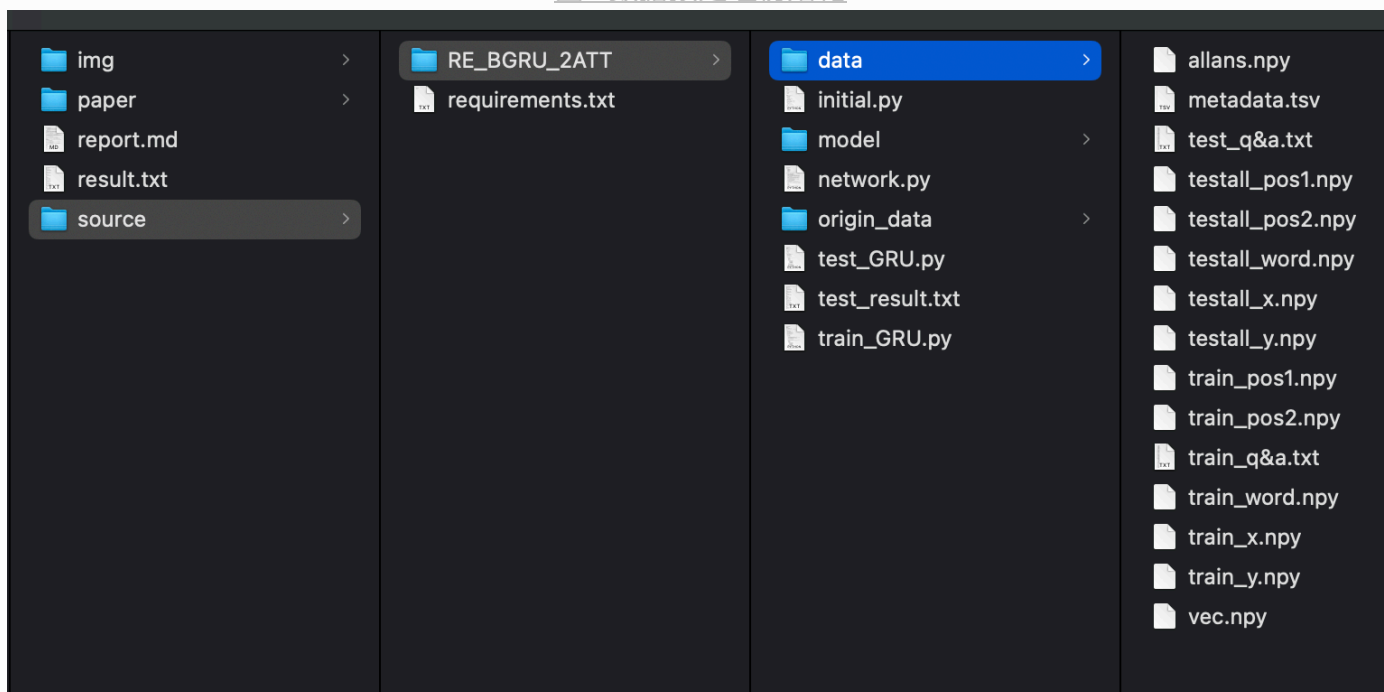 img
paper
report.md
result.txt
source
RE_BGRU_2ATT
requirements.txt
data
initial.py
model
network.py
origin_data
test_GRU.py
test_result.txt
train_GRU.py
allans.npy
metadata.tsv
test_q&a.txt
testall_pos1.npy
testall_pos2.npy
testall_word.npy
testall_x.npy
testall_y.npy
train_pos1.npy
train_pos2.npy
train_q&a.txt
train_word.npy
train_x.npy
train_y.npy
vec.npy